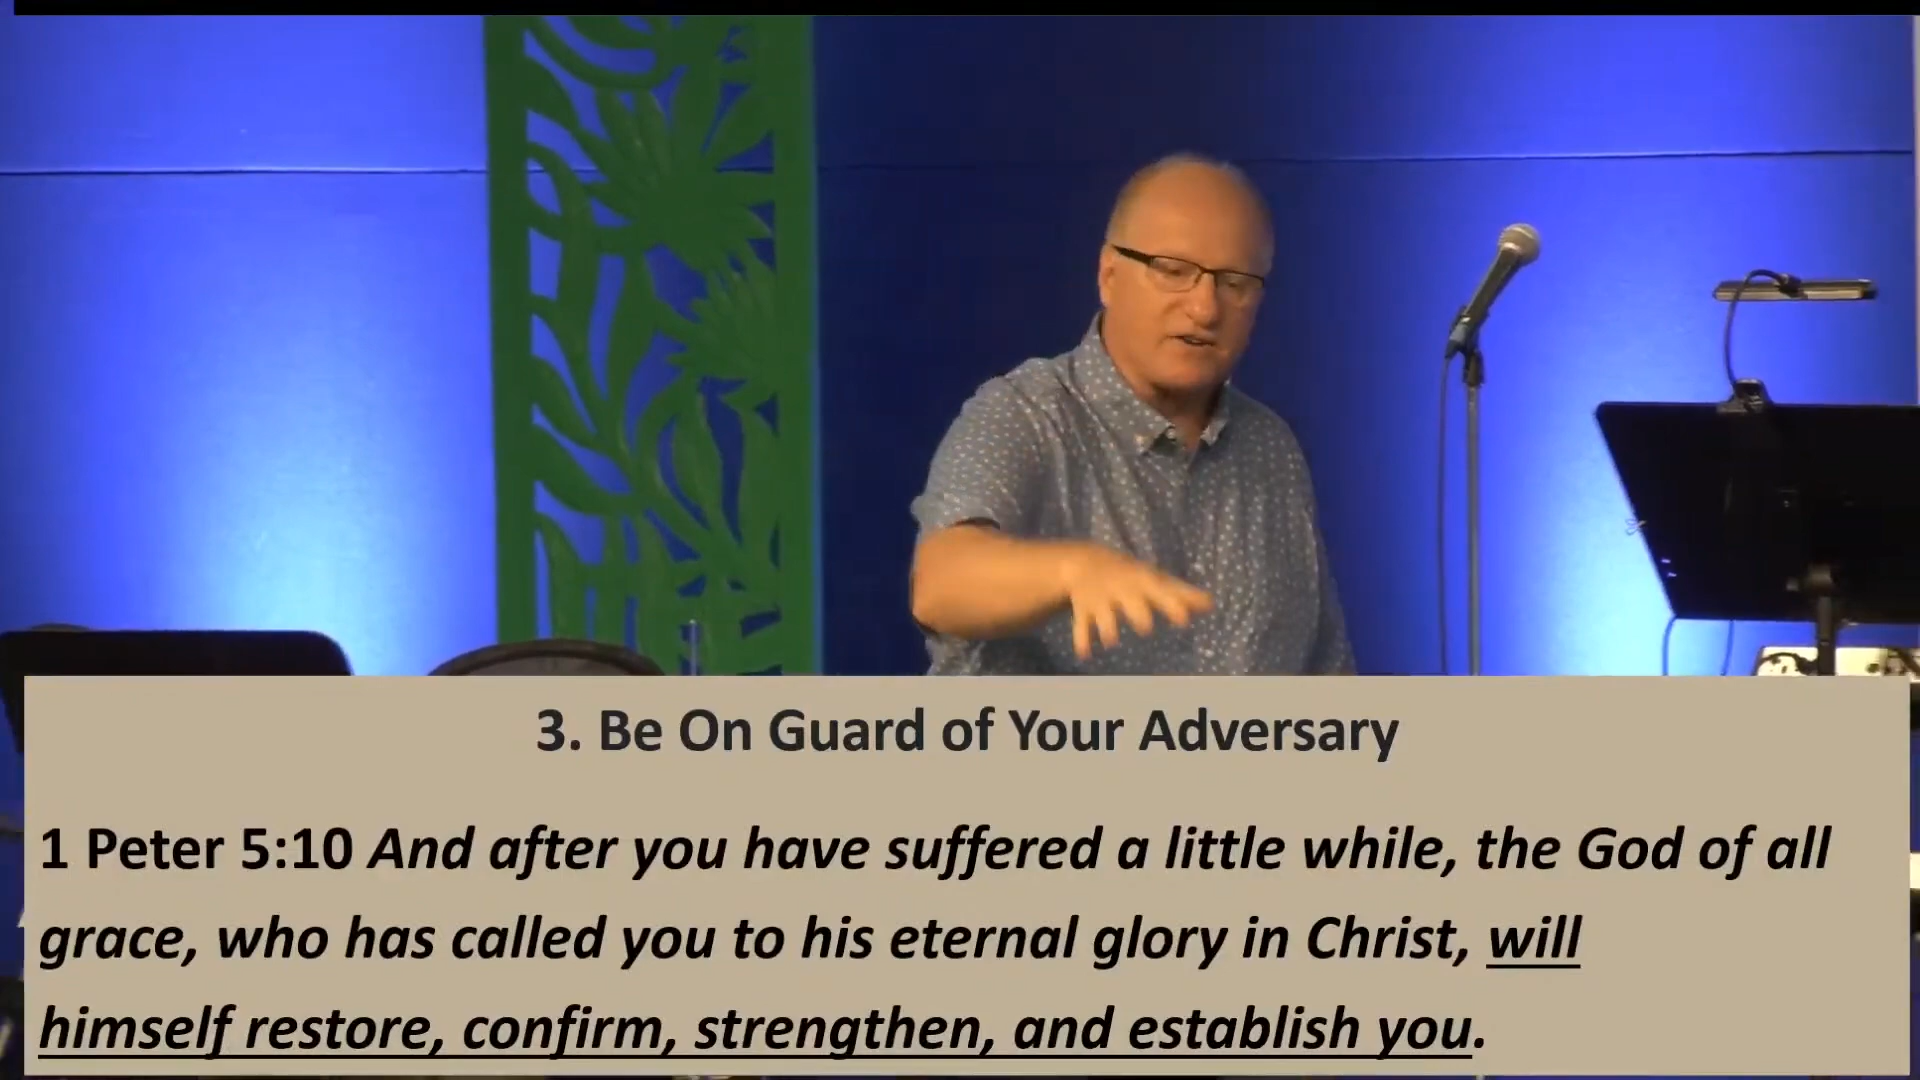 3. Be On Guard of Your Adversary
1 Peter 5:10 And after you have suffered a little while, the God of all
grace, who has called you to his eternal glory in Christ, will
himself restore, confirm, strengthen, and establish you.